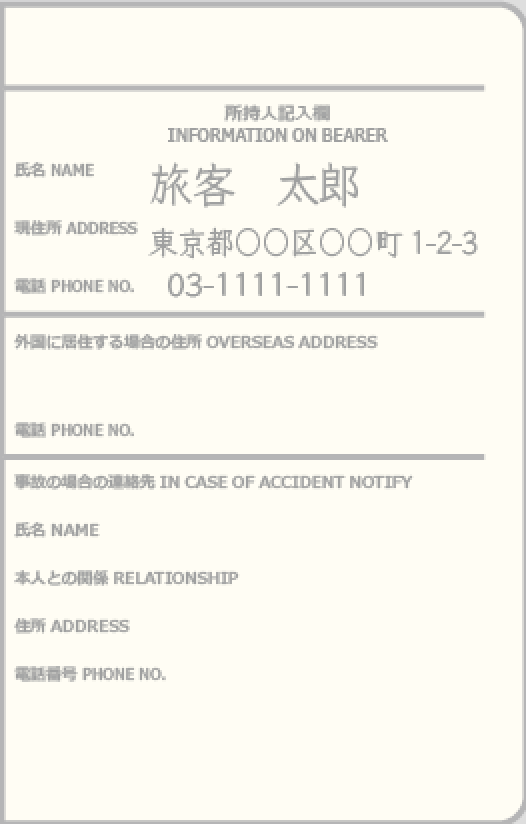 所持人記入欄
INFORMATION ON BEARER
氏名 NAME 旅客　太郎
現住所 ADDRESS 東京都〇〇区〇〇町 1-2-3
電話 PHONE NO. 03-1111-1111
外国に居住する場合の住所 OVERSEAS ADDRESS
電話 PHONE NO.
事故の場合の連絡先 IN CASE OF ACCIDENT NOTIFY
氏名 NAME
本人との関係 RELATIONSHIP
住所 ADDRESS
電話番号 PHONE NO.